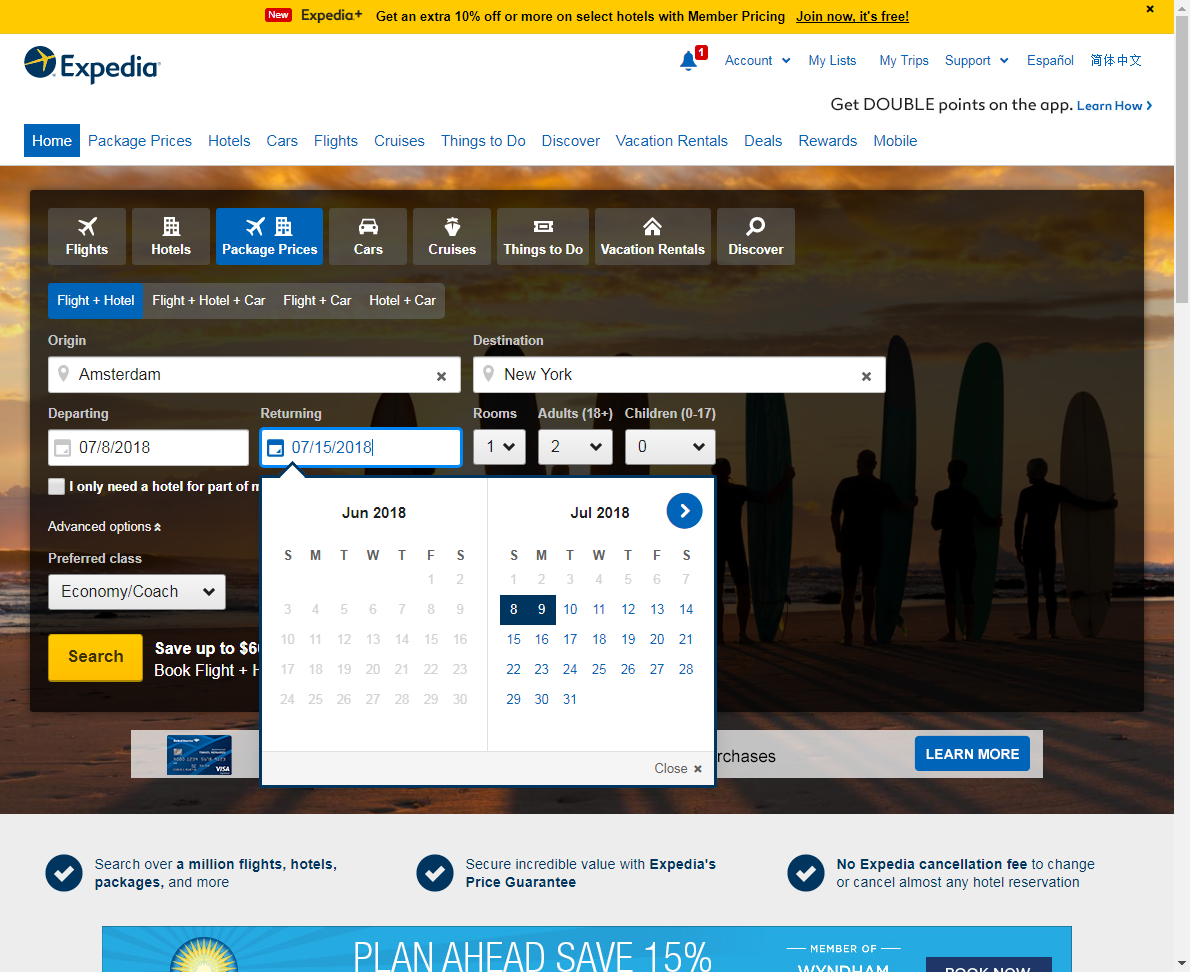 New Expedia+ Get an extra 10% off or more on select hotels with Member Pricing Join now, it's free!
Expedia
1 Account My Lists My Trips Support Español 简体中文
Get DOUBLE points on the app. Learn How
Home Package Prices Hotels Cars Flights Cruises Things to Do Discover Vacation Rentals Deals Rewards Mobile
Flights Hotels Package Prices Cars Cruises Things to Do Vacation Rentals Discover
Flight + Hotel Flight + Hotel + Car Flight + Car Hotel + Car
Origin Destination
Amsterdam New York
Departing Returning Rooms Adults (18+) Children (0-17)
07/8/2018 07/15/2018 1 2 0
I only need a hotel for part of m
Jun 2018 Jul 2018
Advanced options
S M T W T F S S M T W T F S
Preferred class
1 2 1 2 3 4 5 6 7
Economy/Coach
3 4 5 6 7 8 9 8 9 10 11 12 13 14
10 11 12 13 14 15 16 15 16 17 18 19 20 21
Search Save up to $6
Book Flight + H
17 18 19 20 21 22 23 22 23 24 25 26 27 28
24 25 26 27 28 29 30 29 30 31
rchases LEARN MORE
VISA
Close
Search over a million flights, hotels,
packages, and more
Secure incredible value with Expedia's
Price Guarantee
No Expedia cancellation fee to change
or cancel almost any hotel reservation
PLAN AHEAD SAVE 15%
MEMBER OF
WYNDHAM
BOOK NOW